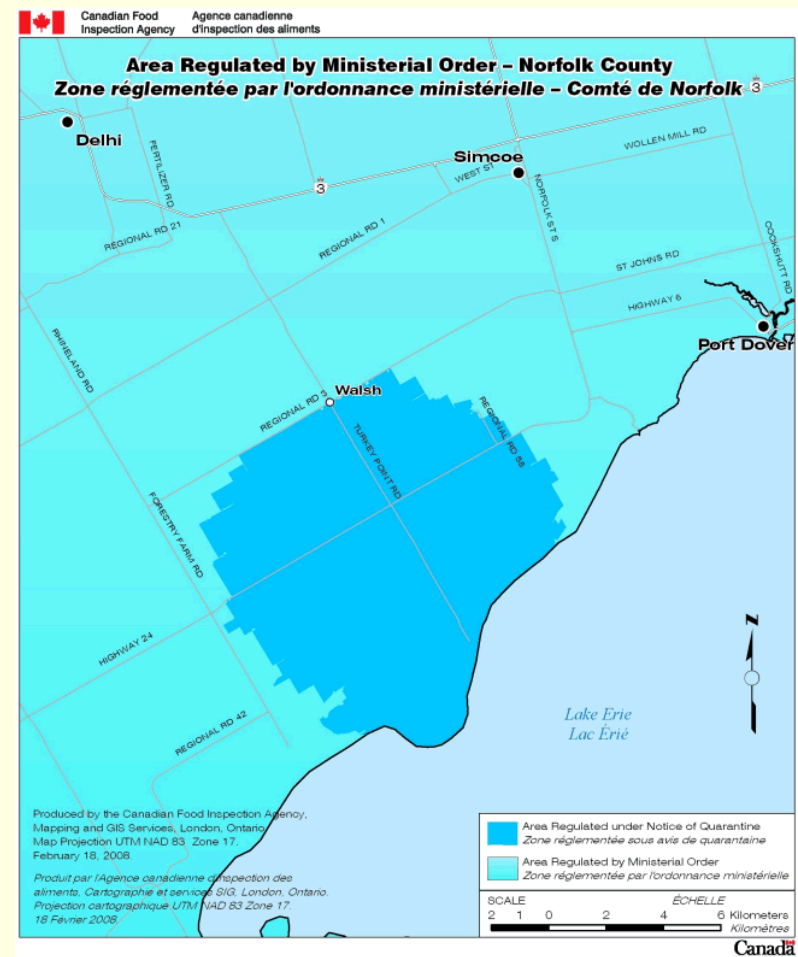 Canadian Food Agence canadienne
Inspection Agency d'inspection des aliments
Area Regulated by Ministerial Order – Norfolk County
Zone réglementée par l'ordonnance ministérielle – Comté de Norfolk
3
Delhi
FERTILIZER RD
Simcoe
WOLLEN MILL RD
WEST ST
3
NORFOLK ST S
REGIONAL RD 21
REGIONAL RD 1
COCKSHUTT RD
ST JOHNS RD
HIGHWAY 6
RHINELAND RD
Port Dover
Walsh
REGIONAL RD 3
REGIONAL RD 58
TURKEY POINT RD
FORESTRY FARM RD
HIGHWAY 24
N
REGIONAL RD 42
Lake Erie
Lac Érié
Produced by the Canadian Food Inspection Agency,
Mapping and GIS Services, London, Ontario.
Map Projection UTM NAD 83 Zone 17.
February 18, 2008.
Produit par l'Agence canadienne d'inspection des
aliments, Cartographie et services SIG, London, Ontario.
Projection cartographique UTM NAD 83 Zone 17.
18 Février 2008.
Area Regulated under Notice of Quarantine
Zone réglementée sous avis de quarantaine
Area Regulated by Ministerial Order
Zone réglementée par l'ordonnance ministérielle
SCALE ÉCHELLE
2 1 0 2 4 6 Kilometers
Kilomètres
Canada